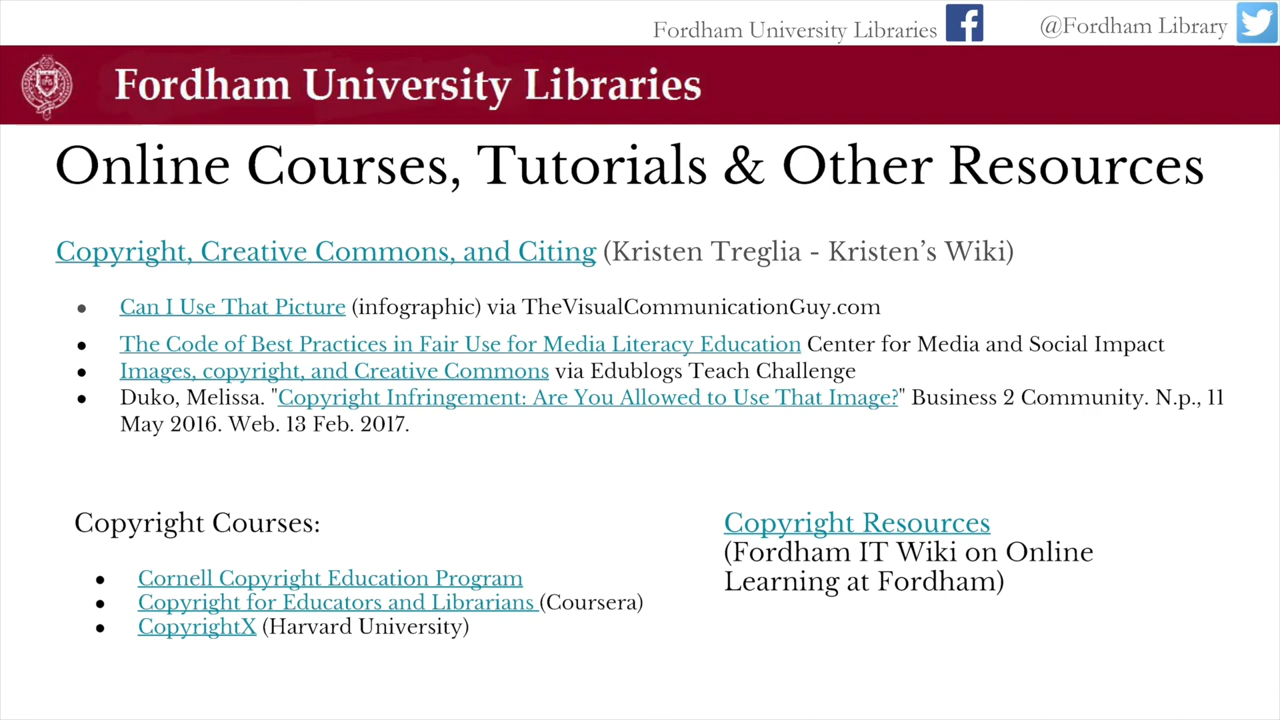 Fordham University Libraries
@Fordham Library
Fordham University Libraries
Online Courses, Tutorials & Other Resources
Copyright, Creative Commons, and Citing (Kristen Treglia - Kristen’s Wiki)
● Can I Use That Picture (infographic) via TheVisualCommunicationGuy.com
● The Code of Best Practices in Fair Use for Media Literacy Education Center for Media and Social Impact
● Images, copyright, and Creative Commons via Edublogs Teach Challenge
● Duko, Melissa. "Copyright Infringement: Are You Allowed to Use That Image?" Business 2 Community. N.p., 11
May 2016. Web. 13 Feb. 2017.
Copyright Courses:
● Cornell Copyright Education Program
● Copyright for Educators and Librarians (Coursera)
● CopyrightX (Harvard University)
Copyright Resources
(Fordham IT Wiki on Online
Learning at Fordham)